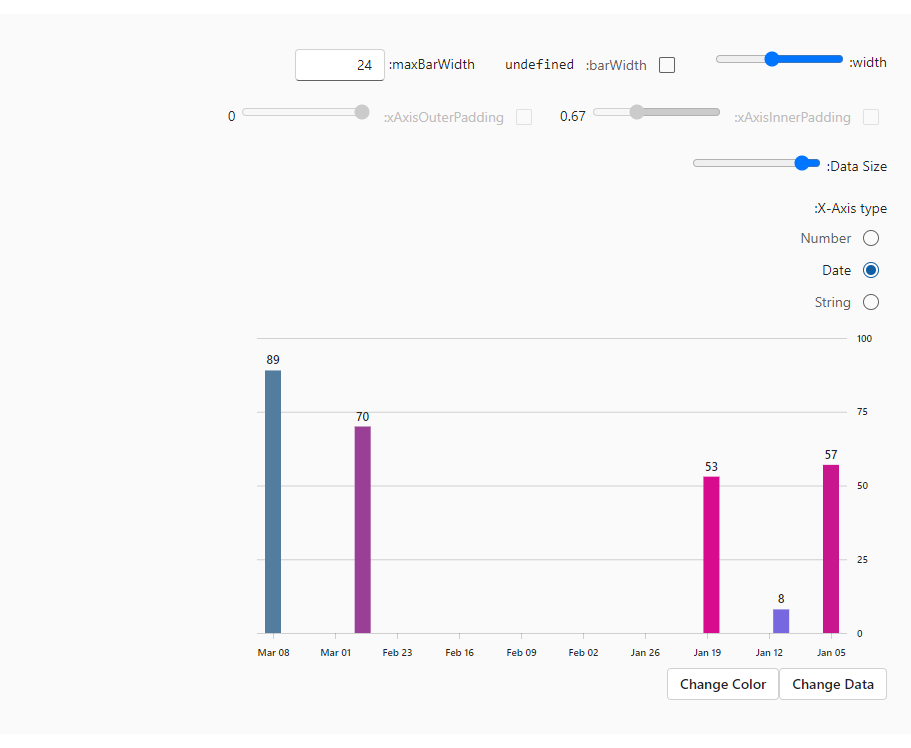 :width
undefined :barWidth
24 :maxBarWidth
:xAxisInnerPadding
0.67
:xAxisOuterPadding
0
:Data Size
:X-Axis type
Number
Date
String
100
75
50
25
0
89
70
53
8
57
Mar 08 Mar 01 Feb 23 Feb 16 Feb 09 Feb 02 Jan 26 Jan 19 Jan 12 Jan 05
Change Color Change Data